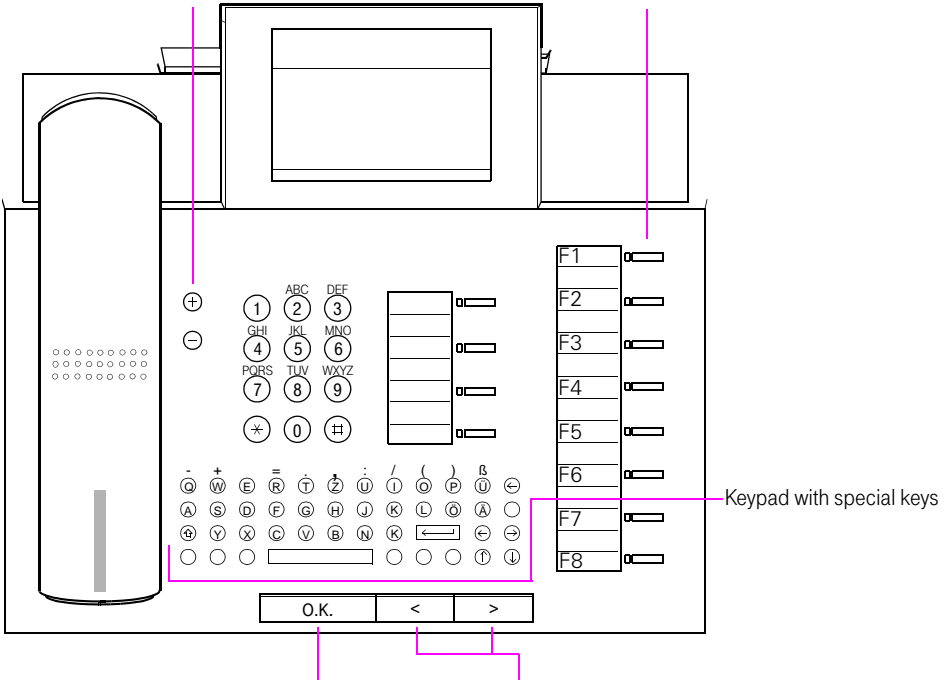 F1
F2
F3
F4
F5
F6
F7
F8
+
-
ABC DEF
1 2 3
GHI JKL MNO
4 5 6
PQRS TUV WXYZ
7 8 9
* 0 #
- + = . , : / ( ) ß
Q W E R T Z U I O P Ü ←
A S D F G H J K L Ö Ä
⇧ Y X C V B N K ← ← →
↑ ↓
Keypad with special keys
O.K. < >